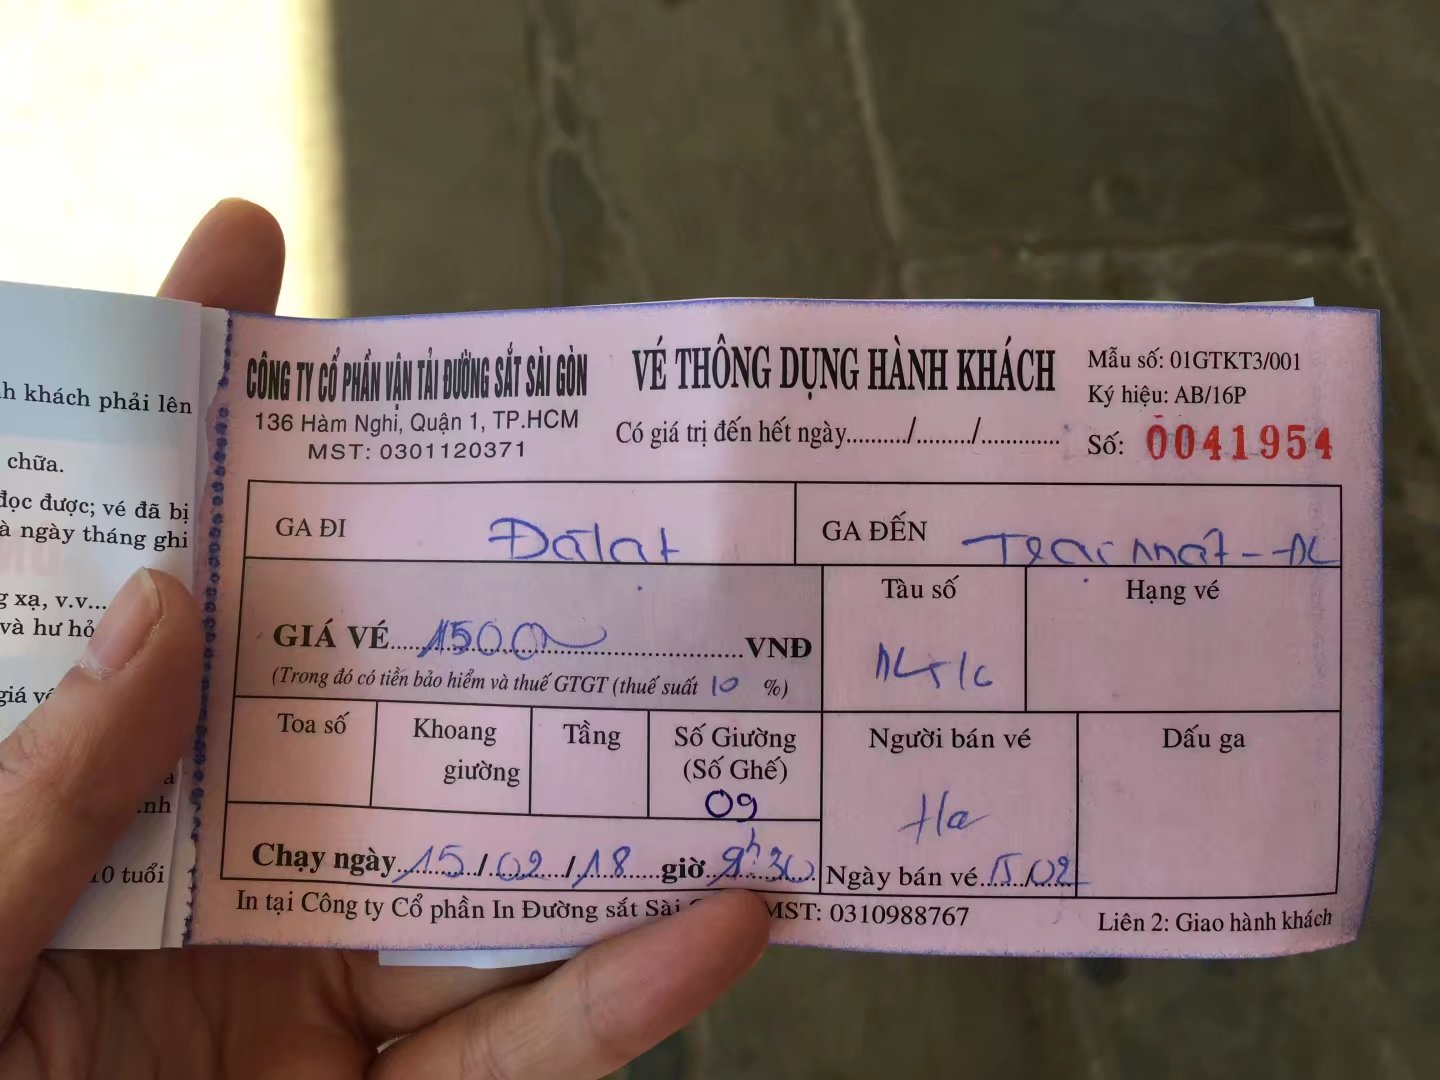 h khách phải lên
chữa.
đọc được; vé đã bị
à ngày tháng ghi
g xạ, v.v...
và hư hỏ
giá vé
a
nh
10 tuổi
CÔNG TY CỔ PHẦN VẬN TẢI ĐƯỜNG SẮT SÀI GÒN
136 Hàm Nghi, Quận 1, TP.HCM
MST: 0301120371
VÉ THÔNG DỤNG HÀNH KHÁCH
Có giá trị đến hết ngày........../........./.............
Mẫu số: 01GTKT3/001
Ký hiệu: AB/16P
Số: 0041954
GA ĐI Đàlạt
GA ĐẾN
GIÁ VÉ 1500 VNĐ
(Trong đó có tiền bảo hiểm và thuế GTGT (thuế suất 10 %)
Tàu số
Hạng vé
Toa số
Khoang
giường
Tầng
Số Giường
(Số Ghế)
09
Người bán vé
Ha
Dấu ga
Chạy ngày 15/02/18 giờ 9h30
Ngày bán vé 15/02
In tại Công ty Cổ phần In Đường sắt Sài MST: 0310988767
Liên 2: Giao hành khách